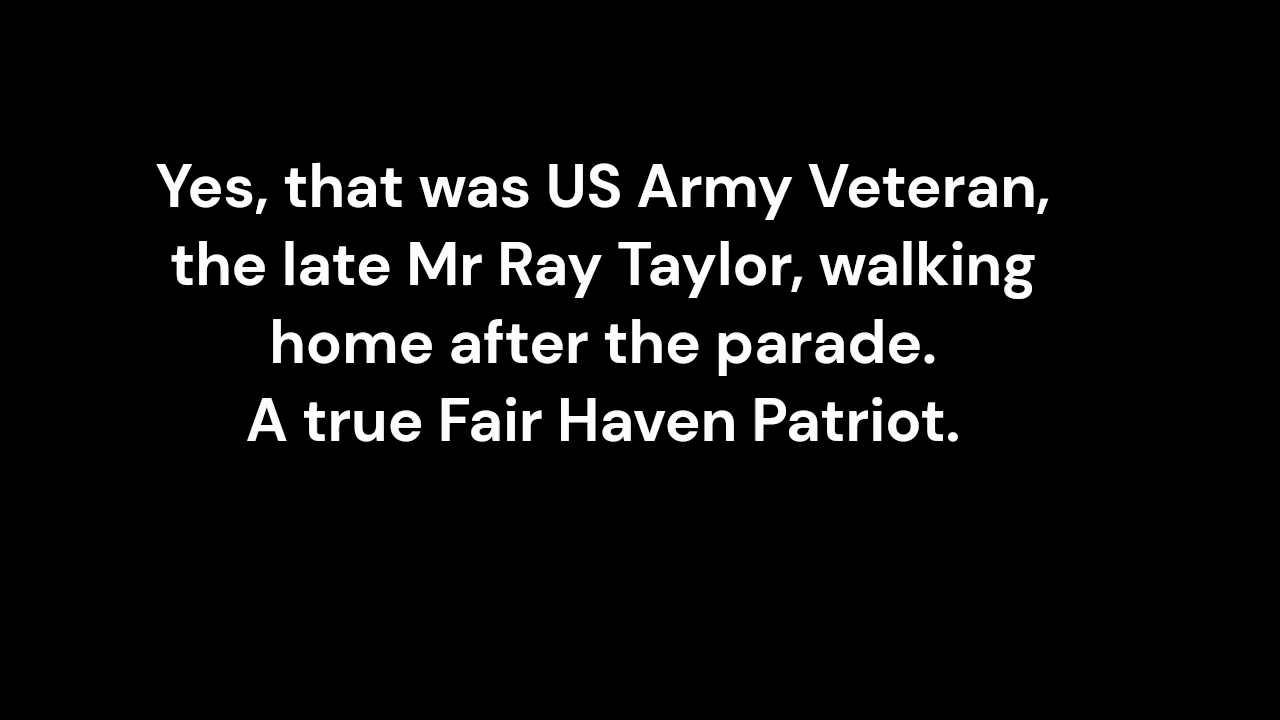 Yes, that was US Army Veteran,
the late Mr Ray Taylor, walking
home after the parade.
A true Fair Haven Patriot.